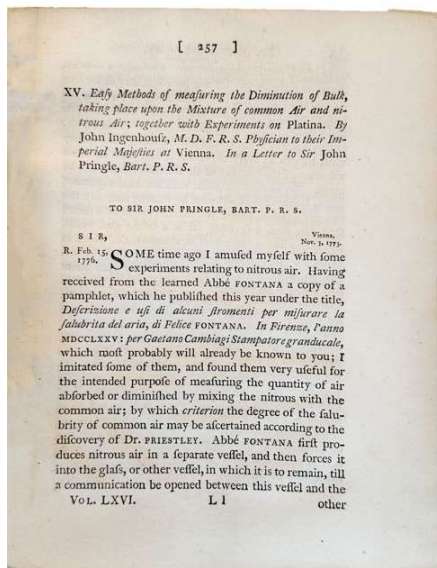 [ 257 ]
XV. Eaſy Methods of meaſuring the Diminution of Bulk,
taking place upon the Mixture of common Air and ni-
trous Air; together with Experiments on Platina. By
John Ingenhouſz, M. D. F. R. S. Phyſician to their Im-
perial Majeſties at Vienna. In a Letter to Sir John
Pringle, Bart. P. R. S.
TO SIR JOHN PRINGLE, BART. P. R. S.
SIR,
Vienna,
Nov. 7, 1775.
R. Feb. 15,
1776.
SOME time ago I amuſed myſelf with ſome
experiments relating to nitrous air. Having
received from the learned Abbé FONTANA a copy of a
pamphlet, which he publiſhed this year under the title,
Deſcrizione e uſi di alcuni ſtromenti per miſurare la
ſalubrita del aria, di Felice FONTANA. In Firenze, l'anno
MDCCLXXV: per Gaetano Cambiagi Stampatore granducale,
which moſt probably will already be known to you; I
imitated ſome of them, and found them very uſeful for
the intended purpoſe of meaſuring the quantity of air
abſorbed or diminiſhed by mixing the nitrous with the
common air; by which criterion the degree of the ſalu-
brity of common air may be aſcertained according to the
diſcovery of Dr. PRIESTLEY. Abbé FONTANA firſt pro-
duces nitrous air in a ſeparate veſſel, and then forces it
into the glaſs, or other veſſel, in which it is to remain, till
a communication be opened between this veſſel and the
VOL. LXVI. L l other